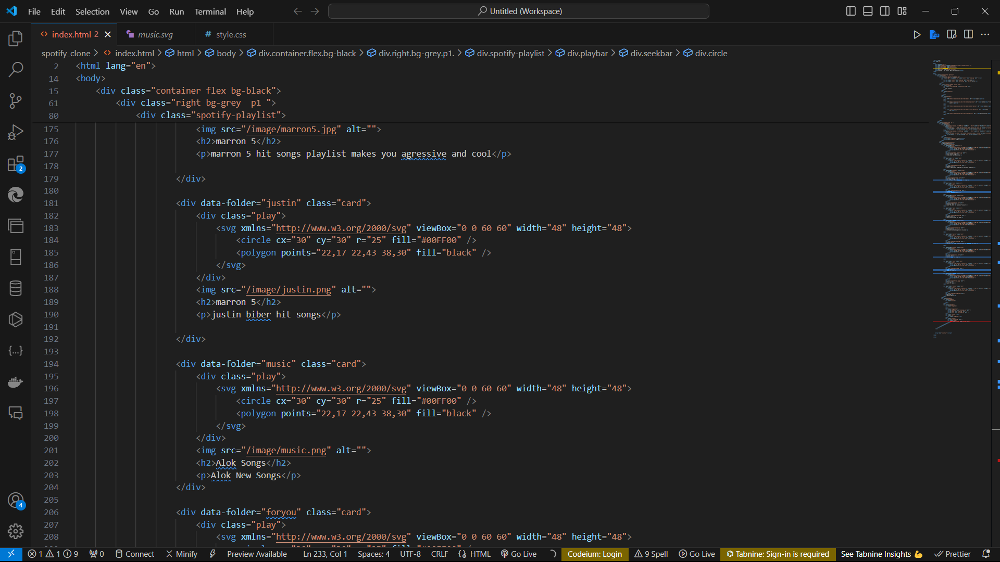 File Edit Selection View Go Run Terminal Help
Untitled (Workspace)
index.html 2
music.svg
style.css
spotify_clone > index.html > html > body > div.container.flex.bg-black > div.right.bg-grey.p1. > div.spotify-playlist > div.playbar > div.seekbar > div.circle
2 <html lang="en">
14 <body>
15 <div class="container flex bg-black">
61 <div class="right bg-grey  p1 ">
80 <div class="spotify-playlist">
175 <img src="/image/marron5.jpg" alt="">
176 <h2>marron 5</h2>
177 <p>marron 5 hit songs playlist makes you agressive and cool</p>
178
179 </div>
180
181 <div data-folder="justin" class="card">
182 <div class="play">
183 <svg xmlns="http://www.w3.org/2000/svg" viewBox="0 0 60 60" width="48" height="48">
184 <circle cx="30" cy="30" r="25" fill="#00FF00" />
185 <polygon points="22,17 22,43 38,30" fill="black" />
186 </svg>
187 </div>
188 <img src="/image/justin.png" alt="">
189 <h2>marron 5</h2>
190 <p>justin biber hit songs</p>
191
192 </div>
193
194 <div data-folder="music" class="card">
195 <div class="play">
196 <svg xmlns="http://www.w3.org/2000/svg" viewBox="0 0 60 60" width="48" height="48">
197 <circle cx="30" cy="30" r="25" fill="#00FF00" />
198 <polygon points="22,17 22,43 38,30" fill="black" />
199 </svg>
200 </div>
201 <img src="/image/music.png" alt="">
202 <h2>Alok Songs</h2>
203 <p>Alok New Songs</p>
204 </div>
205
206 <div data-folder="foryou" class="card">
207 <div class="play">
208 <svg xmlns="http://www.w3.org/2000/svg" viewBox="0 0 60 60" width="48" height="48">
2
4
1 1 9 0 Connect Minify Preview Available Ln 233, Col 1 Spaces: 4 UTF-8 CRLF HTML Go Live Codeium: Login 9 Spell Go Live Tabnine: Sign-in is required See Tabnine Insights Prettier